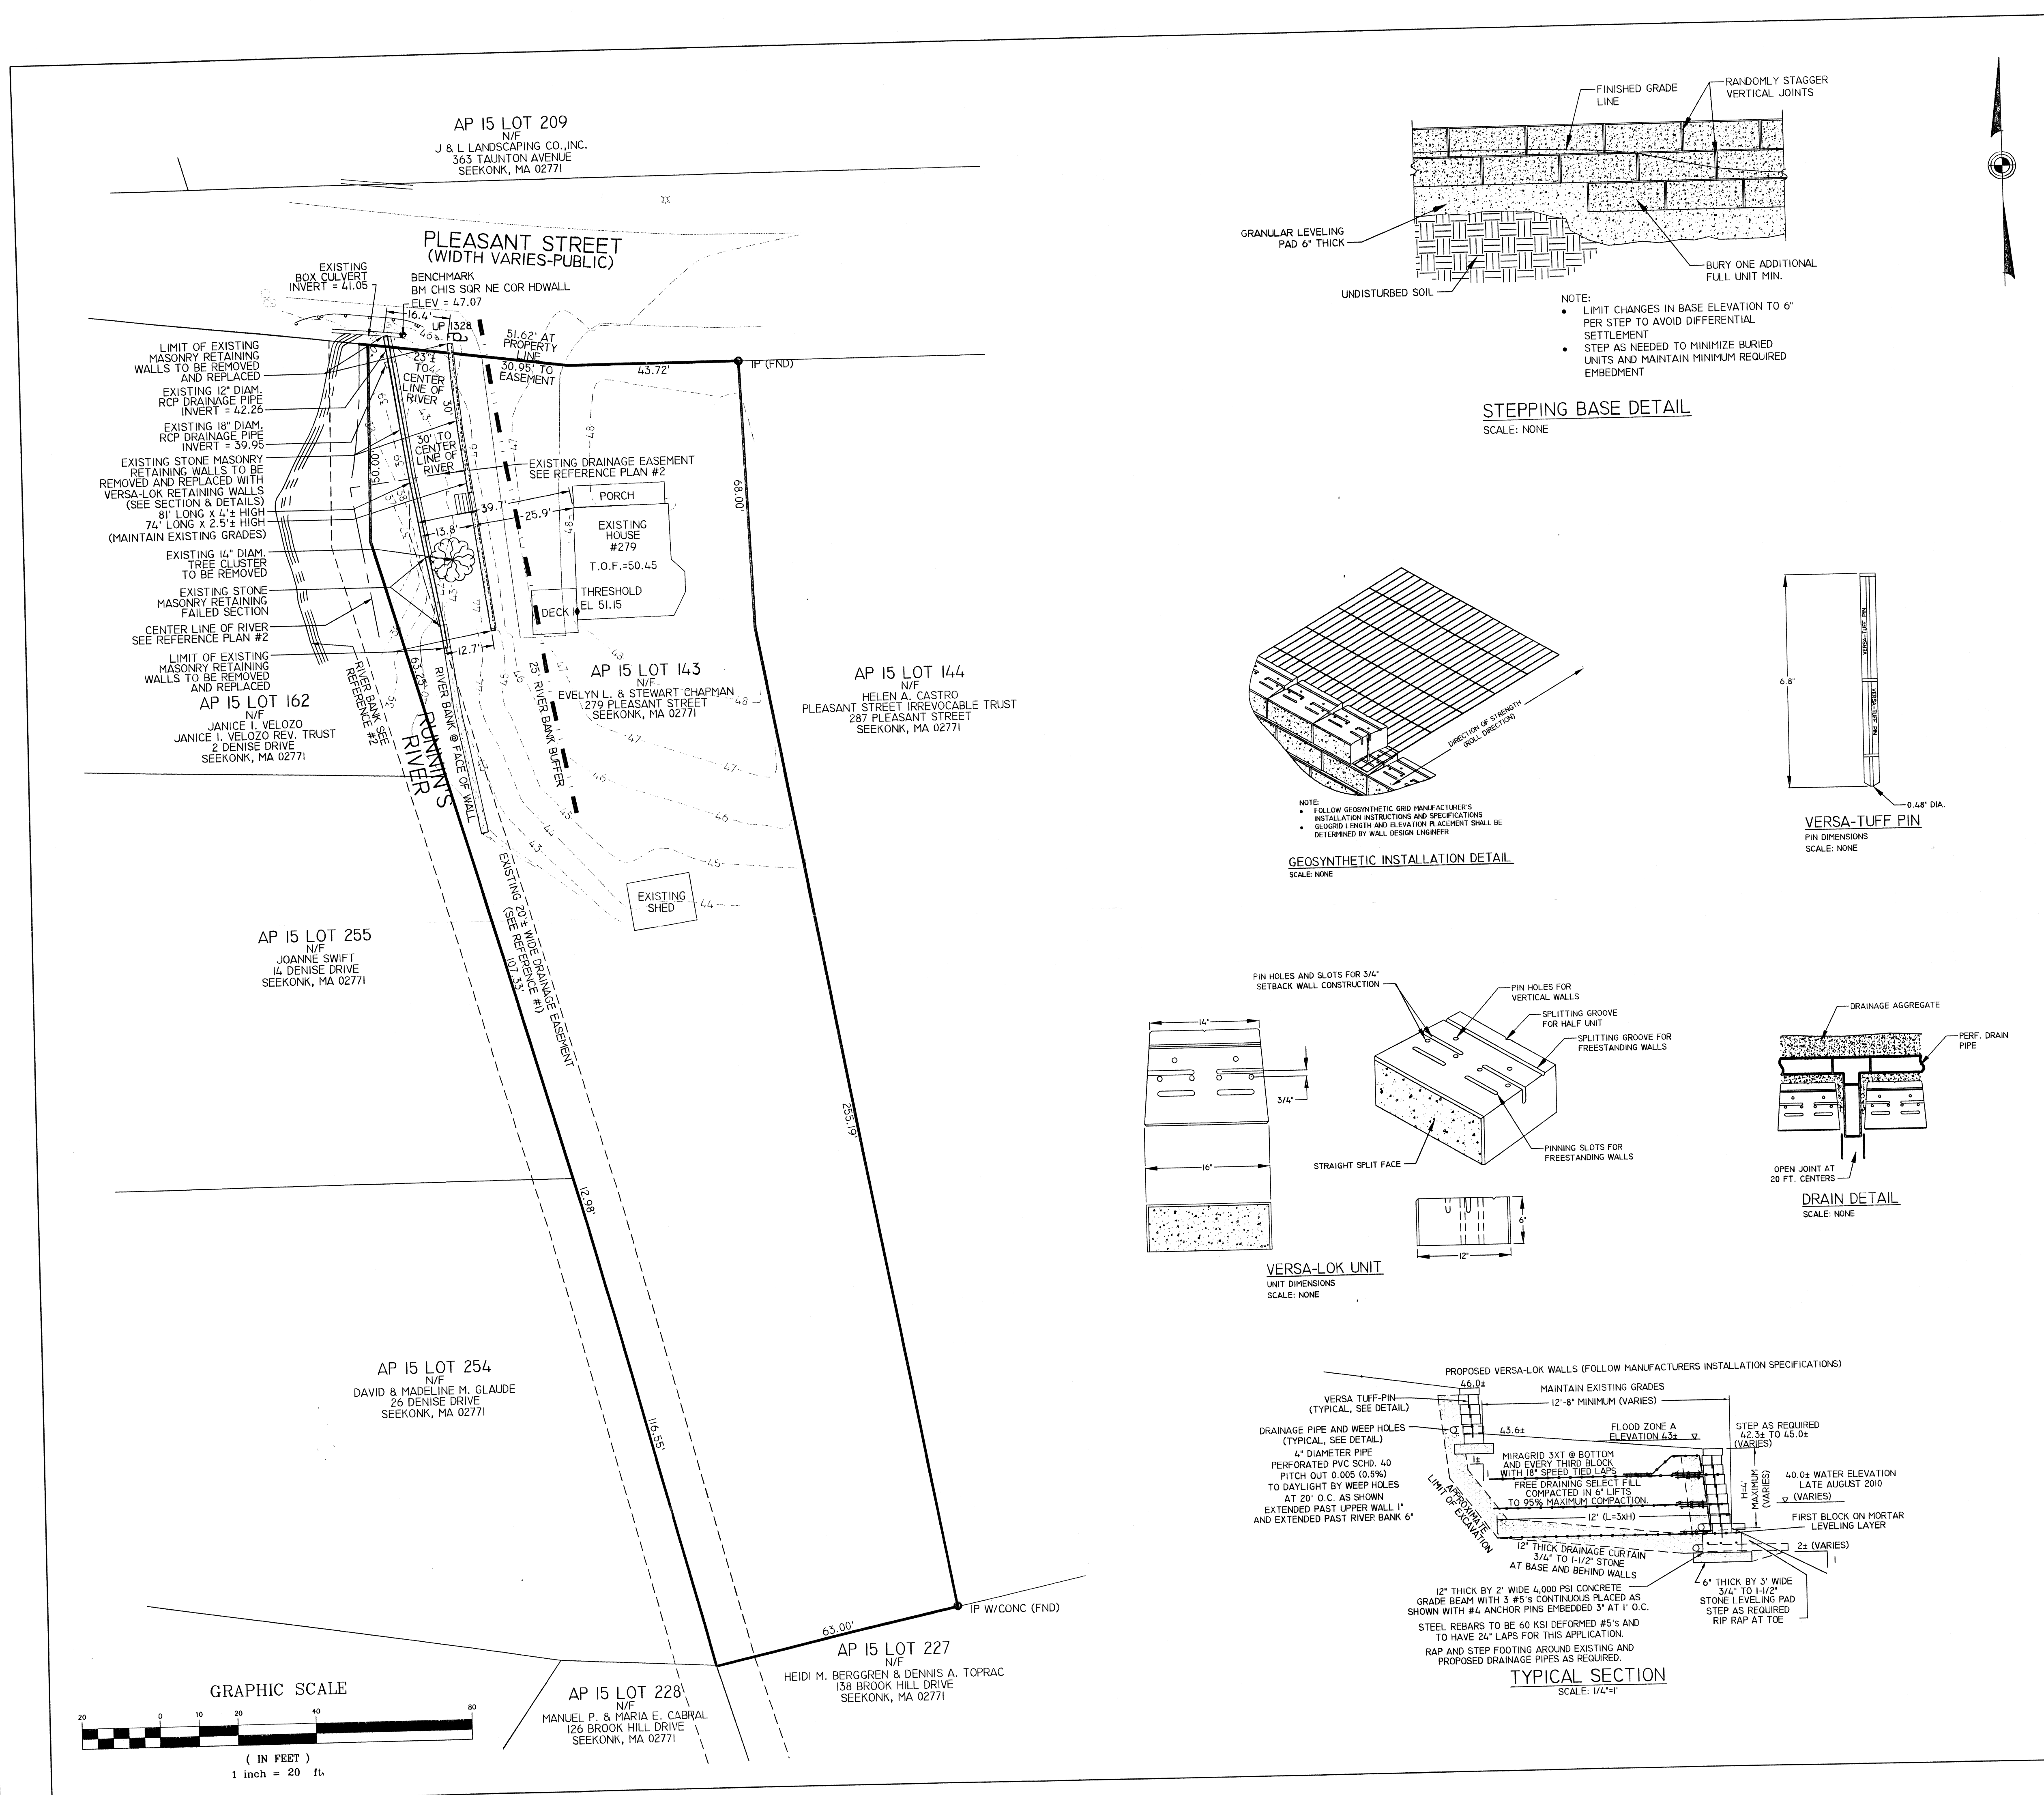 AP 15 LOT 209
N/F
J & L LANDSCAPING CO.,INC.
363 TAUNTON AVENUE
SEEKONK, MA 02771
PLEASANT STREET
(WIDTH VARIES-PUBLIC)
EXISTING
BOX CULVERT
INVERT = 41.05
BENCHMARK
BM CHIS SQR NE COR HDWALL
ELEV = 47.07
16.4'
UP 1328
51.62' AT
PROPERTY
LINE
30.95' TO
EASEMENT
43.72'
IP (FND)
LIMIT OF EXISTING
MASONRY RETAINING
WALLS TO BE REMOVED
AND REPLACED
EXISTING 12" DIAM.
RCP DRAINAGE PIPE
INVERT = 42.26
EXISTING 18" DIAM.
RCP DRAINAGE PIPE
INVERT = 39.95
EXISTING STONE MASONRY
RETAINING WALLS TO BE
REMOVED AND REPLACED WITH
VERSA-LOK RETAINING WALLS
(SEE SECTION & DETAILS)
81' LONG X 4'± HIGH
74' LONG X 2.5'± HIGH
(MAINTAIN EXISTING GRADES)
EXISTING 14" DIAM.
TREE CLUSTER
TO BE REMOVED
EXISTING STONE
MASONRY RETAINING
FAILED SECTION
CENTER LINE OF RIVER
SEE REFERENCE PLAN #2
LIMIT OF EXISTING
MASONRY RETAINING
WALLS TO BE REMOVED
AND REPLACED
23'±
TO
CENTER
LINE OF
RIVER
30'
30' TO
CENTER
LINE OF
RIVER
50.00'
EXISTING DRAINAGE EASEMENT
SEE REFERENCE PLAN #2
39.7'
25.9'
13.8'
12.7'
PORCH
EXISTING
HOUSE
#279
T.O.F.=50.45
THRESHOLD
EL 51.15
DECK
68.00'
AP 15 LOT 162
N/F
JANICE I. VELOZO
JANICE I. VELOZO REV. TRUST
2 DENISE DRIVE
SEEKONK, MA 02771
RIVER BANK SEE
REFERENCE #2
63.25'
RUNNIN'S
RIVER
RIVER BANK @ FACE OF WALL
25' RIVER BANK BUFFER
AP 15 LOT 143
N/F
EVELYN L. & STEWART CHAPMAN
279 PLEASANT STREET
SEEKONK, MA 02771
AP 15 LOT 144
N/F
HELEN A. CASTRO
PLEASANT STREET IRREVOCABLE TRUST
287 PLEASANT STREET
SEEKONK, MA 02771
39
46
47
48
48
48
48
47
47
46
46
45
45
44
44
43
43
44
EXISTING
SHED
EXISTING 20'± WIDE DRAINAGE EASEMENT
(SEE REFERENCE #1)
107.33'
AP 15 LOT 255
N/F
JOANNE SWIFT
14 DENISE DRIVE
SEEKONK, MA 02771
255.19'
12.98'
116.55'
AP 15 LOT 254
N/F
DAVID & MADELINE M. GLAUDE
26 DENISE DRIVE
SEEKONK, MA 02771
IP W/CONC (FND)
63.00'
AP 15 LOT 227
N/F
HEIDI M. BERGGREN & DENNIS A. TOPRAC
138 BROOK HILL DRIVE
SEEKONK, MA 02771
AP 15 LOT 228
N/F
MANUEL P. & MARIA E. CABRAL
126 BROOK HILL DRIVE
SEEKONK, MA 02771
GRAPHIC SCALE
20 0 10 20 40 80
( IN FEET )
1 inch = 20 ft.
FINISHED GRADE
LINE
RANDOMLY STAGGER
VERTICAL JOINTS
GRANULAR LEVELING
PAD 6" THICK
UNDISTURBED SOIL
BURY ONE ADDITIONAL
FULL UNIT MIN.
NOTE:
• LIMIT CHANGES IN BASE ELEVATION TO 6"
PER STEP TO AVOID DIFFERENTIAL
SETTLEMENT
• STEP AS NEEDED TO MINIMIZE BURIED
UNITS AND MAINTAIN MINIMUM REQUIRED
EMBEDMENT
STEPPING BASE DETAIL
SCALE: NONE
DIRECTION OF STRENGTH
(ROLL DIRECTION)
NOTE:
• FOLLOW GEOSYNTHETIC GRID MANUFACTURER'S
INSTALLATION INSTRUCTIONS AND SPECIFICATIONS
• GEOGRID LENGTH AND ELEVATION PLACEMENT SHALL BE
DETERMINED BY WALL DESIGN ENGINEER
GEOSYNTHETIC INSTALLATION DETAIL
SCALE: NONE
6.8"
VERSA-TUFF PIN
VERSA-TUFF PIN
0.48" DIA.
VERSA-TUFF PIN
PIN DIMENSIONS
SCALE: NONE
PIN HOLES AND SLOTS FOR 3/4"
SETBACK WALL CONSTRUCTION
PIN HOLES FOR
VERTICAL WALLS
SPLITTING GROOVE
FOR HALF UNIT
SPLITTING GROOVE FOR
FREESTANDING WALLS
14"
3/4"
16"
STRAIGHT SPLIT FACE
PINNING SLOTS FOR
FREESTANDING WALLS
6"
12"
VERSA-LOK UNIT
UNIT DIMENSIONS
SCALE: NONE
DRAINAGE AGGREGATE
PERF. DRAIN
PIPE
OPEN JOINT AT
20 FT. CENTERS
DRAIN DETAIL
SCALE: NONE
PROPOSED VERSA-LOK WALLS (FOLLOW MANUFACTURERS INSTALLATION SPECIFICATIONS)
46.0±
VERSA TUFF-PIN
(TYPICAL, SEE DETAIL)
MAINTAIN EXISTING GRADES
12'-8" MINIMUM (VARIES)
DRAINAGE PIPE AND WEEP HOLES
(TYPICAL, SEE DETAIL)
4" DIAMETER PIPE
PERFORATED PVC SCHD. 40
PITCH OUT 0.005 (0.5%)
TO DAYLIGHT BY WEEP HOLES
AT 20' O.C. AS SHOWN
EXTENDED PAST UPPER WALL 1"
AND EXTENDED PAST RIVER BANK 6"
43.6±
FLOOD ZONE A
ELEVATION 43±
STEP AS REQUIRED
42.3± TO 45.0±
(VARIES)
1±
1
MIRAGRID 3XT @ BOTTOM
AND EVERY THIRD BLOCK
WITH 18" SPEED TIED LAPS
FREE DRAINING SELECT FILL
COMPACTED IN 6" LIFTS
TO 95% MAXIMUM COMPACTION.
12' (L=3xH)
H=4'
MAXIMUM
(VARIES)
40.0± WATER ELEVATION
LATE AUGUST 2010
(VARIES)
FIRST BLOCK ON MORTAR
LEVELING LAYER
2± (VARIES)
1
APPROXIMATE
LIMIT OF EXCAVATION
12" THICK DRAINAGE CURTAIN
3/4" TO 1-1/2" STONE
AT BASE AND BEHIND WALLS
12" THICK BY 2' WIDE 4,000 PSI CONCRETE
GRADE BEAM WITH 3 #5's CONTINUOUS PLACED AS
SHOWN WITH #4 ANCHOR PINS EMBEDDED 3" AT 1' O.C.
STEEL REBARS TO BE 60 KSI DEFORMED #5's AND
TO HAVE 24" LAPS FOR THIS APPLICATION.
RAP AND STEP FOOTING AROUND EXISTING AND
PROPOSED DRAINAGE PIPES AS REQUIRED.
6" THICK BY 3' WIDE
3/4" TO 1-1/2"
STONE LEVELING PAD
STEP AS REQUIRED
RIP RAP AT TOE
TYPICAL SECTION
SCALE: 1/4"=1'